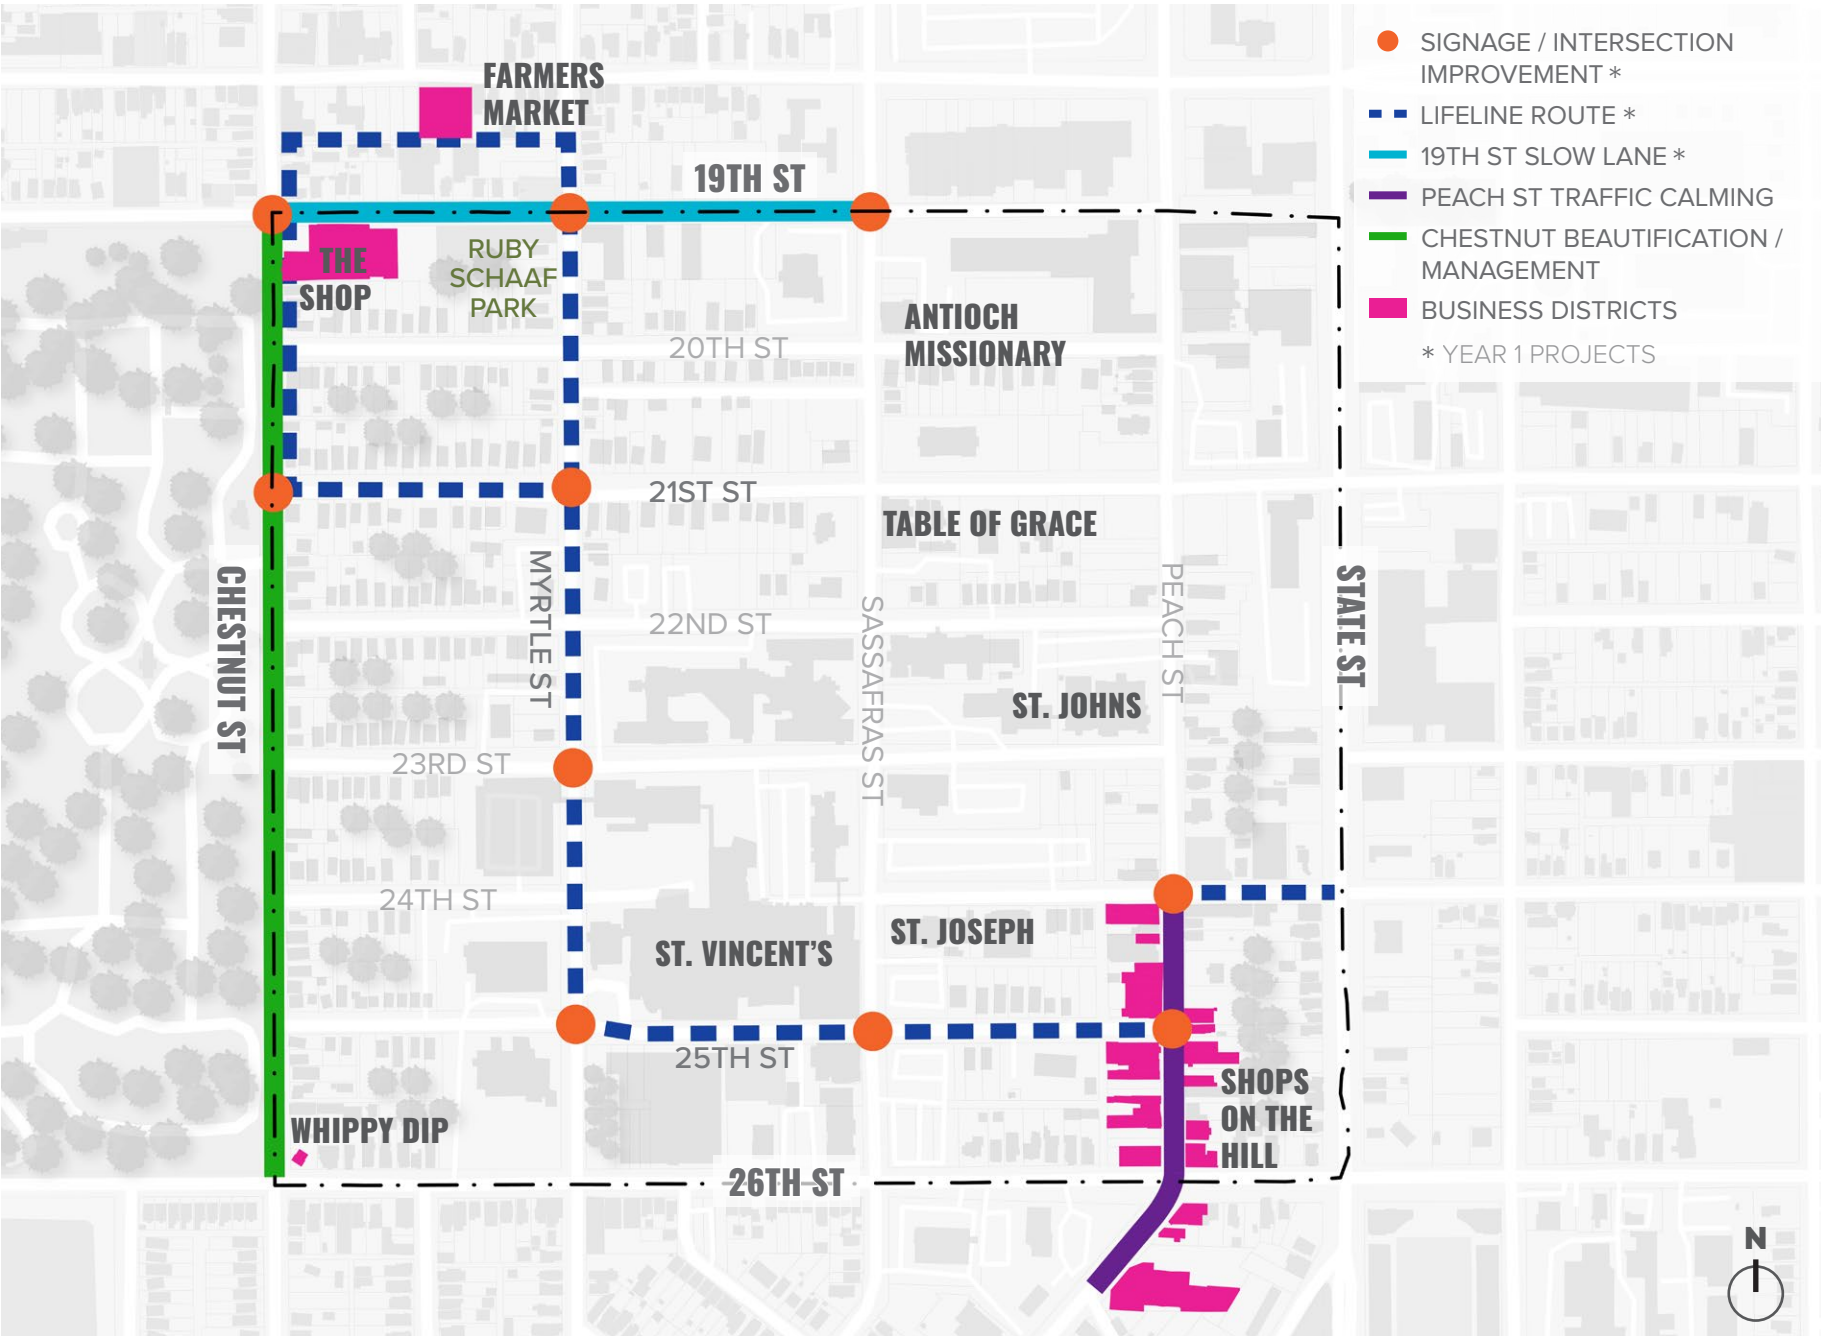 SIGNAGE / INTERSECTION
IMPROVEMENT *
LIFELINE ROUTE *
19TH ST SLOW LANE *
PEACH ST TRAFFIC CALMING
CHESTNUT BEAUTIFICATION /
MANAGEMENT
BUSINESS DISTRICTS
* YEAR 1 PROJECTS
FARMERS
MARKET
19TH ST
THE
SHOP
RUBY
SCHAAF
PARK
20TH ST
ANTIOCH
MISSIONARY
21ST ST
TABLE OF GRACE
CHESTNUT ST
MYRTLE ST
22ND ST
SASSAFRAS ST
PEACH ST
STATE ST
ST. JOHNS
23RD ST
24TH ST
ST. VINCENT'S
ST. JOSEPH
25TH ST
SHOPS
ON THE
HILL
WHIPPY DIP
26TH ST
N